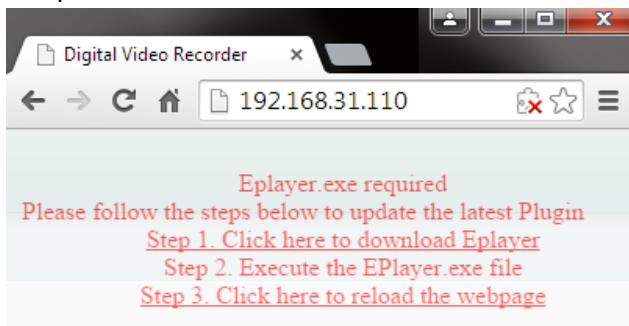 Digital Video Recorder
192.168.31.110
Eplayer.exe required
Please follow the steps below to update the latest Plugin
Step 1. Click here to download Eplayer
Step 2. Execute the EPlayer.exe file
Step 3. Click here to reload the webpage